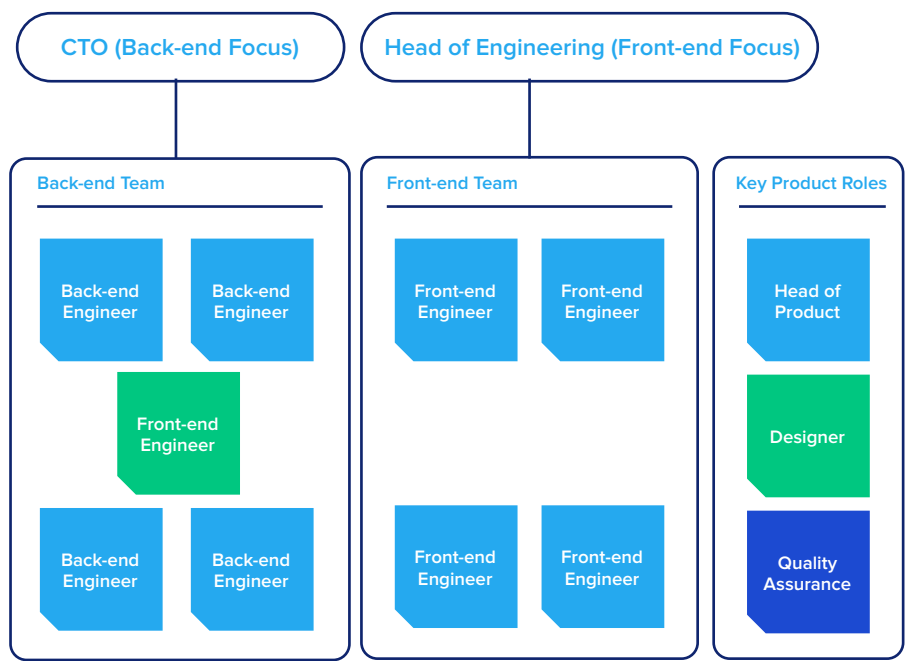 CTO (Back-end Focus)
Head of Engineering (Front-end Focus)
Back-end Team
Back-end
Engineer
Back-end
Engineer
Front-end
Engineer
Back-end
Engineer
Back-end
Engineer
Front-end Team
Front-end
Engineer
Front-end
Engineer
Front-end
Engineer
Front-end
Engineer
Key Product Roles
Head of
Product
Designer
Quality
Assurance